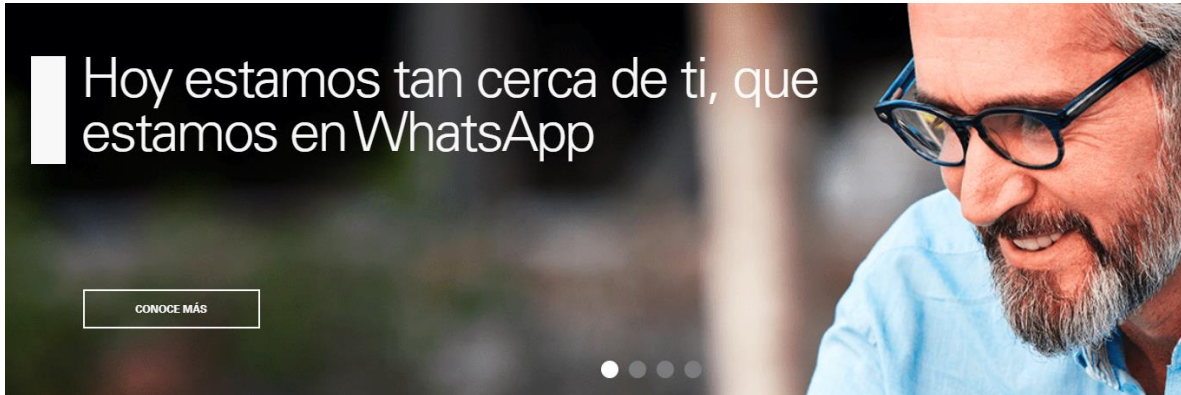 Hoy estamos tan cerca de ti, que
estamos en WhatsApp
CONOCE MÁS